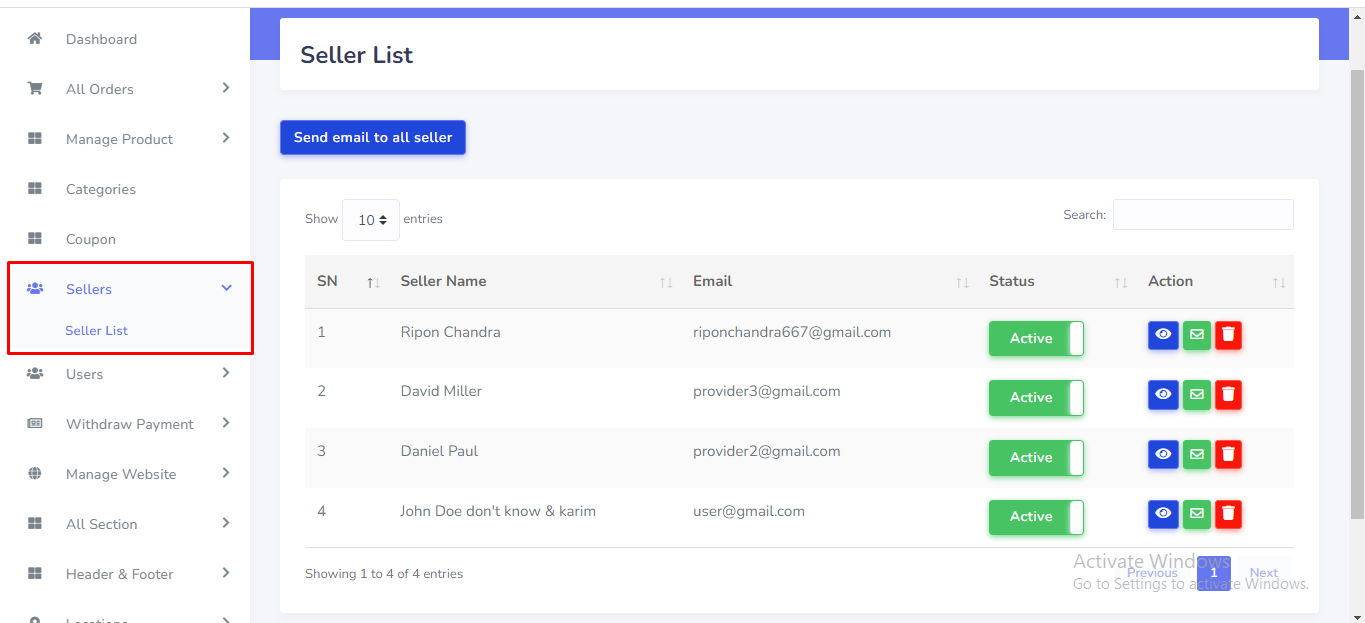 Dashboard
All Orders
Manage Product
Categories
Coupon
Sellers
Seller List
Users
Withdraw Payment
Manage Website
All Section
Header & Footer
Locations
Seller List
Send email to all seller
Show 10 entries
Search:
SN Seller Name Email Status Action
1 Ripon Chandra riponchandra667@gmail.com Active
2 David Miller provider3@gmail.com Active
3 Daniel Paul provider2@gmail.com Active
4 John Doe don't know & karim user@gmail.com Active
Showing 1 to 4 of 4 entries
Previous 1 Next
Activate Windows
Go to Settings to activate Windows.